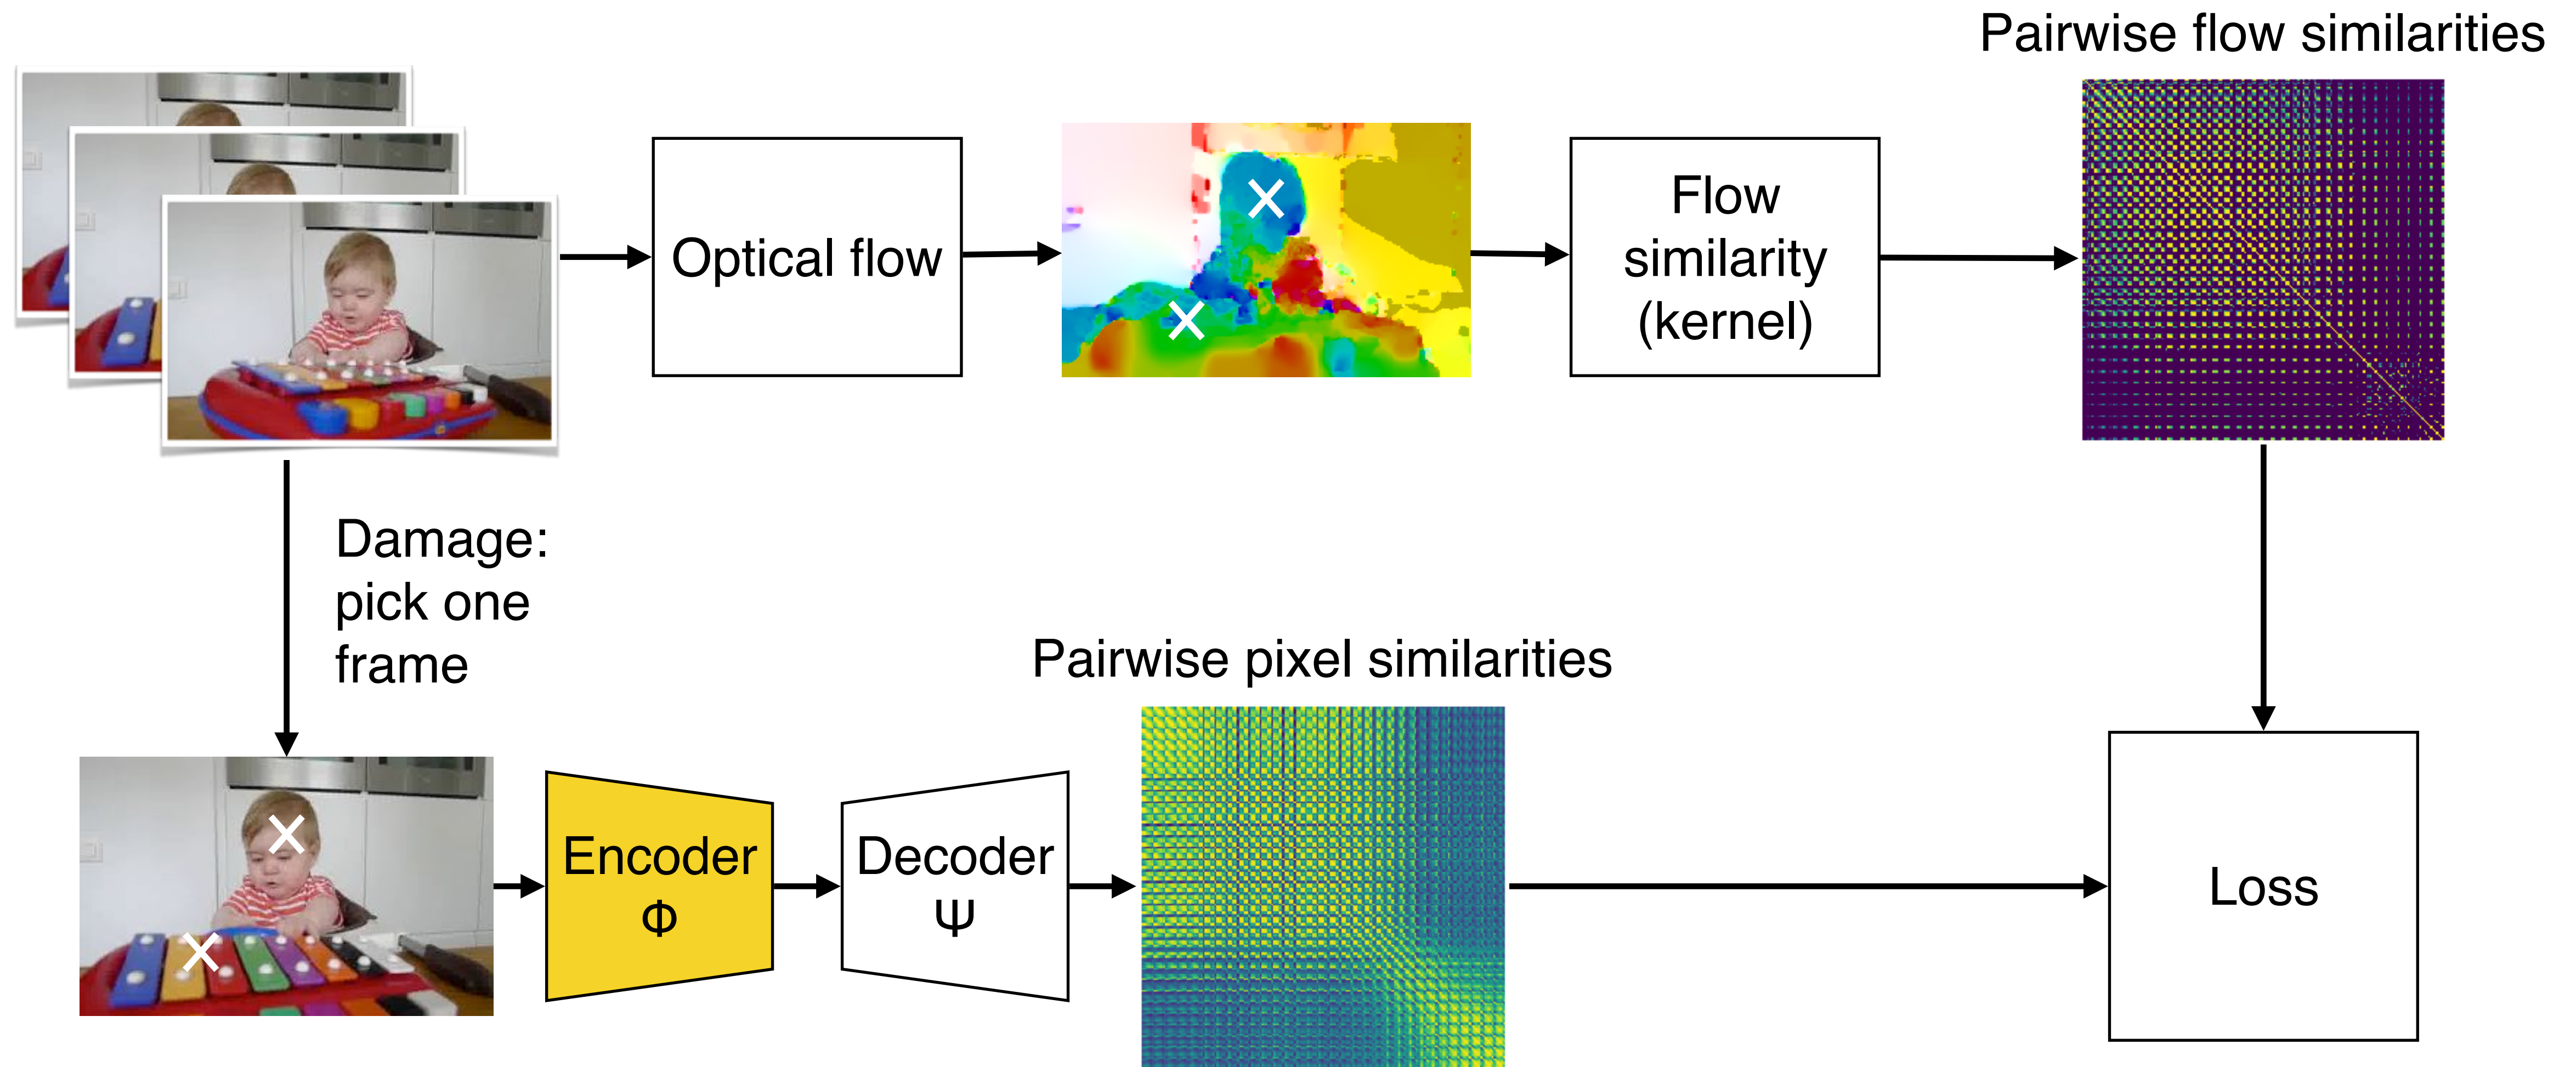 Pairwise flow similarities
Optical flow
Flow
similarity
(kernel)
Damage:
pick one
frame
Pairwise pixel similarities
Encoder
Φ
Decoder
Ψ
Loss